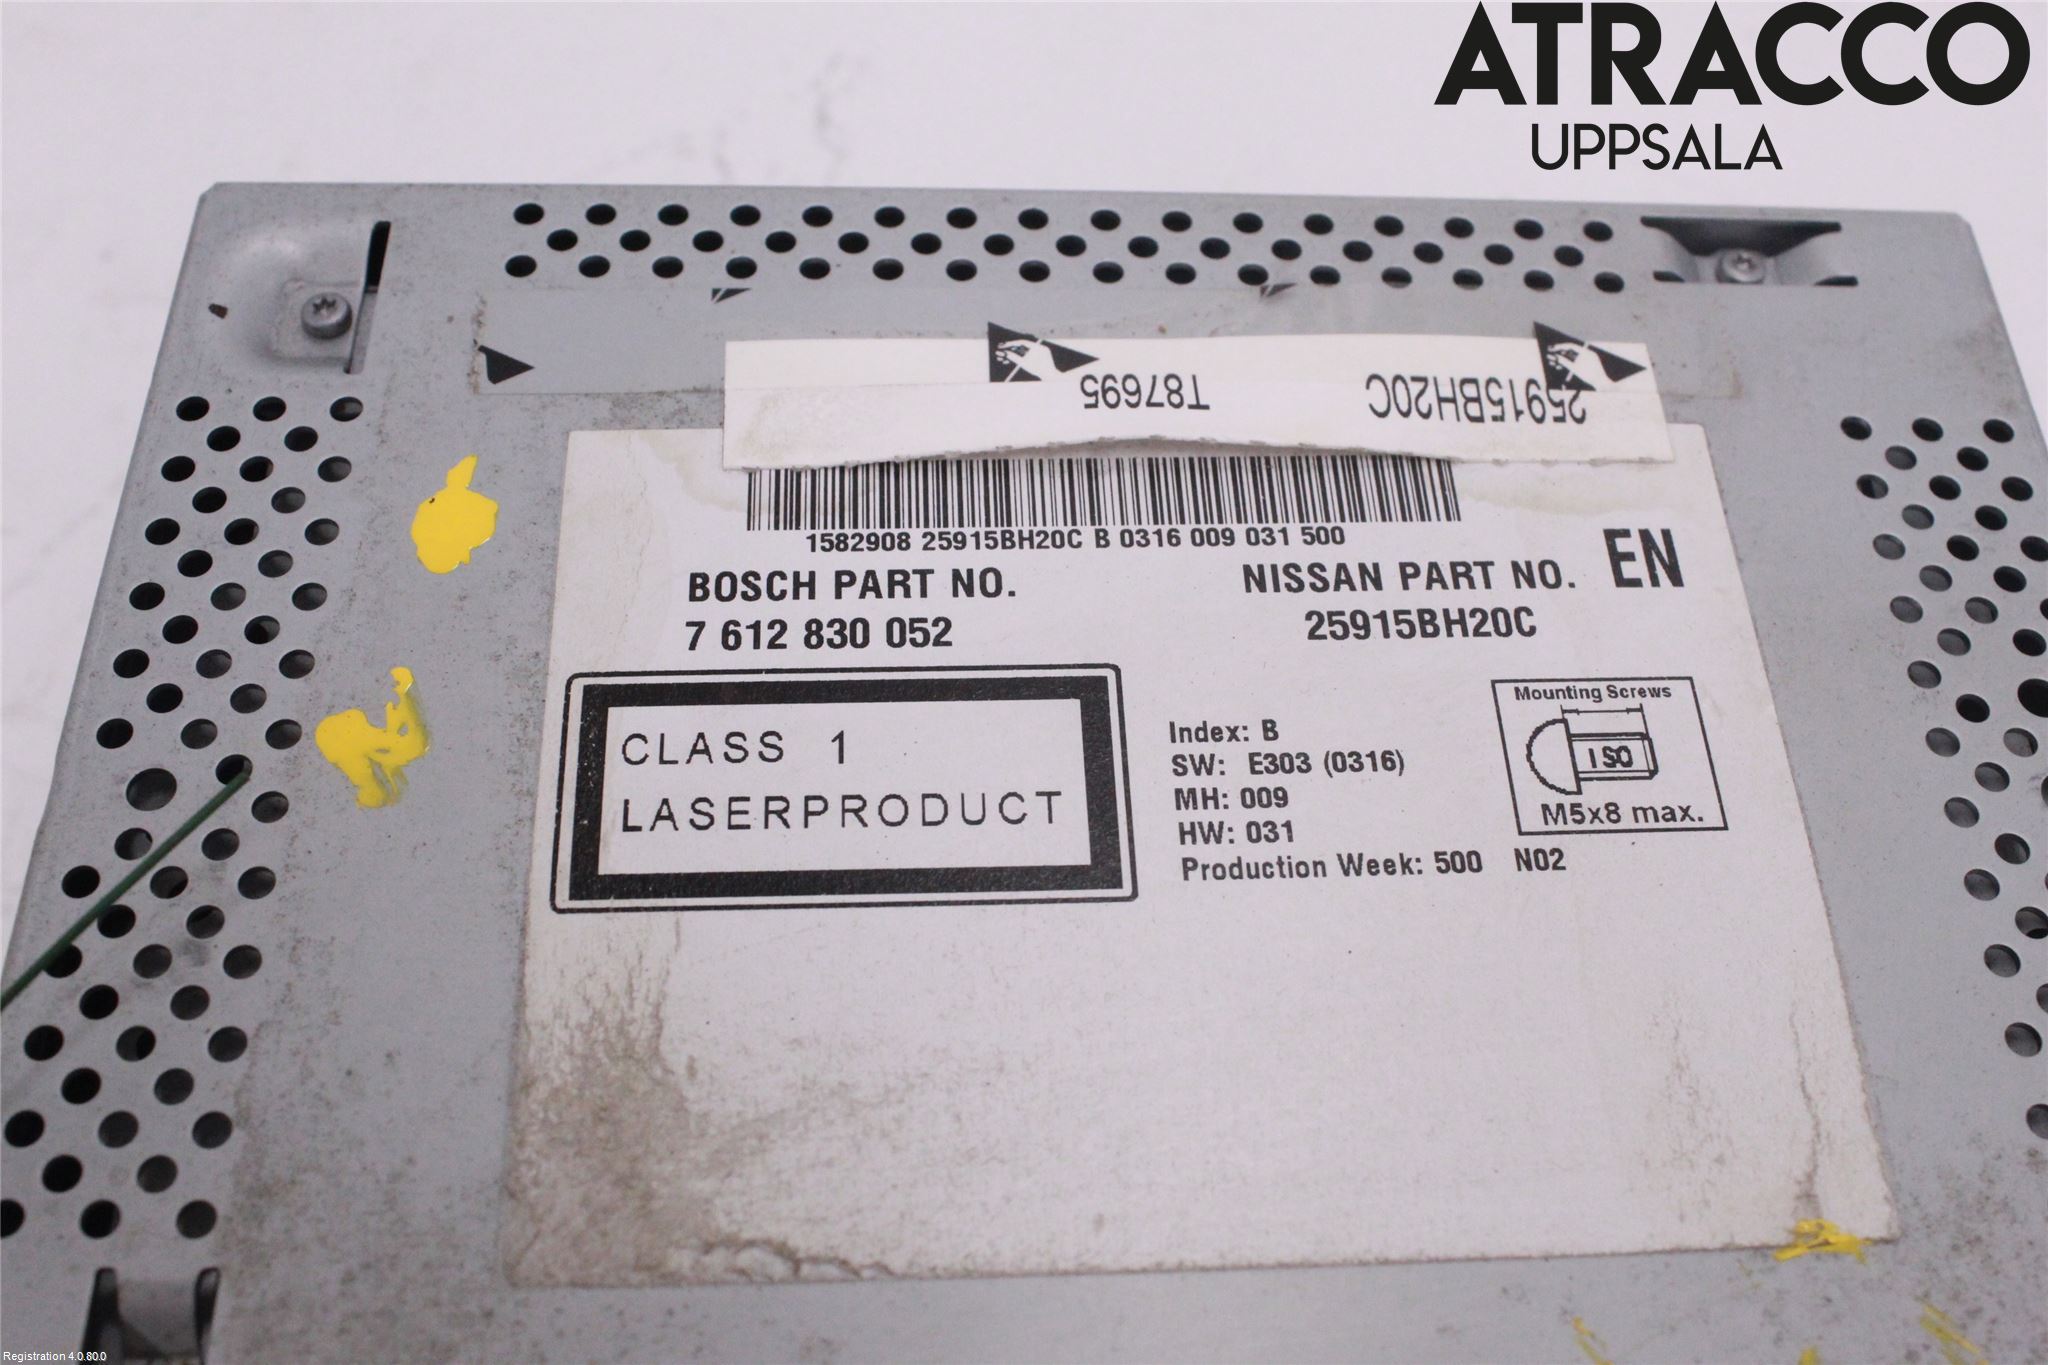 ATRACCO
UPPSALA
T87695
25915BH20C
1582908 25915BH20C B 0316 009 031 500
BOSCH PART NO.
7 612 830 052
NISSAN PART NO. EN
25915BH20C
CLASS 1
LASERPRODUCT
Index: B
SW: E303 (0316)
MH: 009
HW: 031
Production Week: 500 N02
Mounting Screws
ISO
M5x8 max.
Registration 4.0.80.0